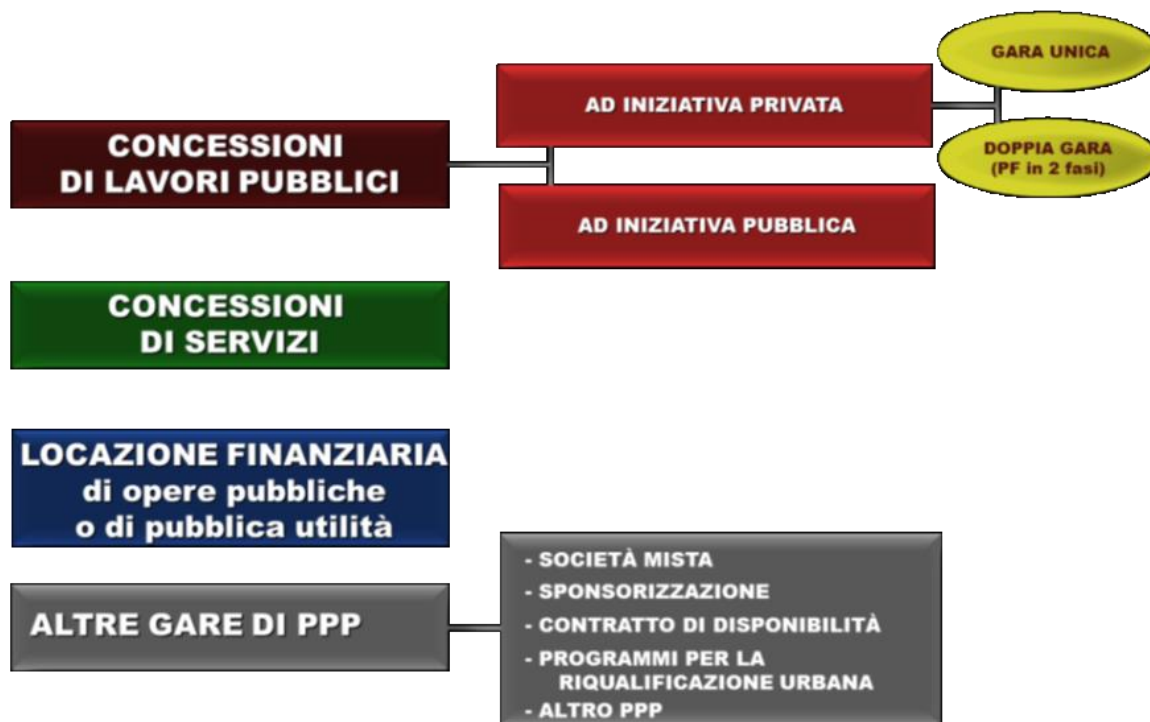 GARA UNICA
AD INIZIATIVA PRIVATA
CONCESSIONI
DI LAVORI PUBBLICI
DOPPIA GARA
(PF in 2 fasi)
AD INIZIATIVA PUBBLICA
CONCESSIONI
DI SERVIZI
LOCAZIONE FINANZIARIA
di opere pubbliche
o di pubblica utilità
ALTRE GARE DI PPP
- SOCIETÀ MISTA
- SPONSORIZZAZIONE
- CONTRATTO DI DISPONIBILITÀ
- PROGRAMMI PER LA
RIQUALIFICAZIONE URBANA
- ALTRO PPP